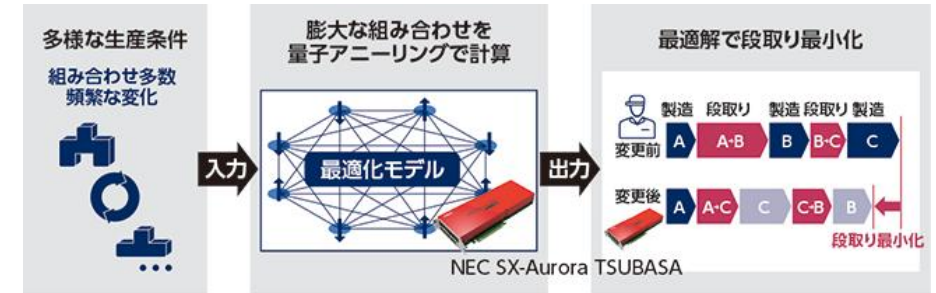 多様な生産条件
組み合わせ多数
頻繁な変化
入力
膨大な組み合わせを
量子アニーリングで計算
最適化モデル
NEC SX-Aurora TSUBASA
出力
最適解で段取り最小化
製造 段取り 製造 段取り 製造
変更前 A A→B B B→C C
変更後 A A→C C C→B B
段取り最小化